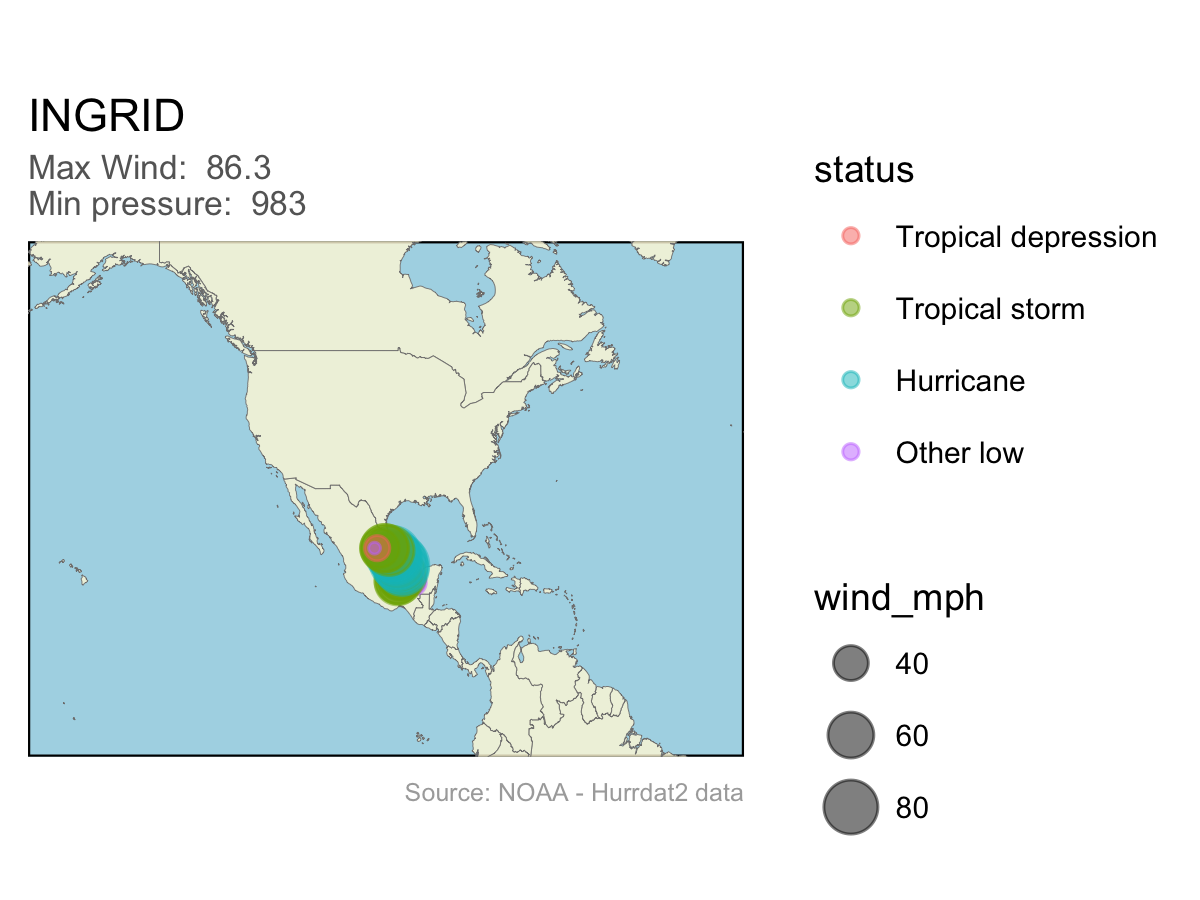 INGRID
Max Wind:  86.3
Min pressure:  983
status
Tropical depression
Tropical storm
Hurricane
Other low
wind_mph
40
60
80
Source: NOAA - Hurrdat2 data